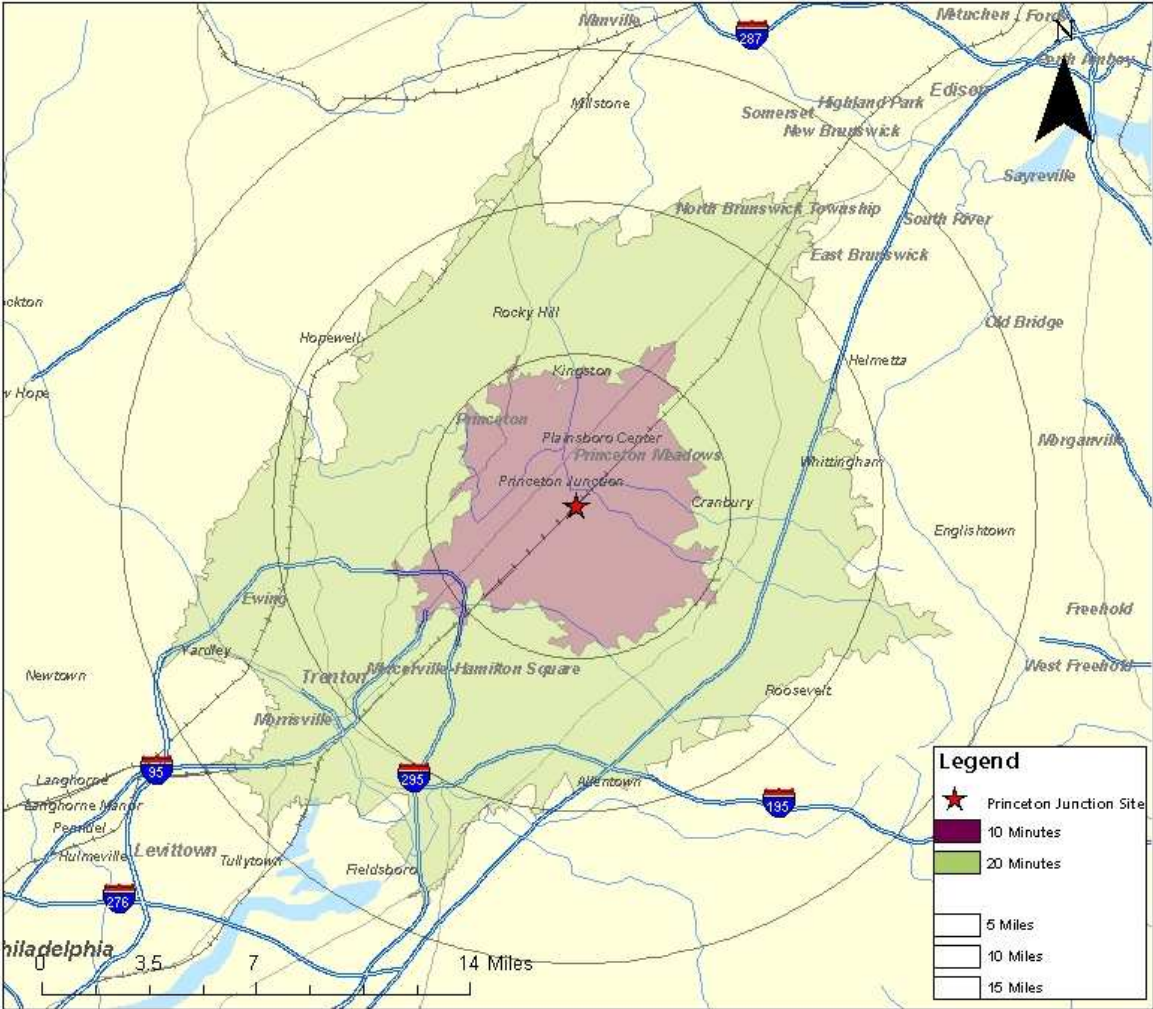 Manville
287
Metuchen
Fords
N
Perth Amboy
Edison
Millstone
Highland Park
Somerset
New Brunswick
Sayreville
North Brunswick Township
South River
East Brunswick
ckton
Rocky Hill
Old Bridge
Hopewell
Helmetta
Kingston
w Hope
Princeton
Plainsboro Center
Morganville
Princeton Meadows
Whittingham
Princeton Junction
Cranbury
Englishtown
Ewing
Freehold
Yardley
Newtown
Trenton
Mercerville-Hamilton Square
West Freehold
Roosevelt
Morrisville
95
295
Langhorne
Allentown
195
Langhorne Manor
Penndel
Hulmeville
Levittown
Tullytown
Fieldsboro
276
hiladelphia
0 3.5 7 14 Miles
Legend
Princeton Junction Site
10 Minutes
20 Minutes
5 Miles
10 Miles
15 Miles